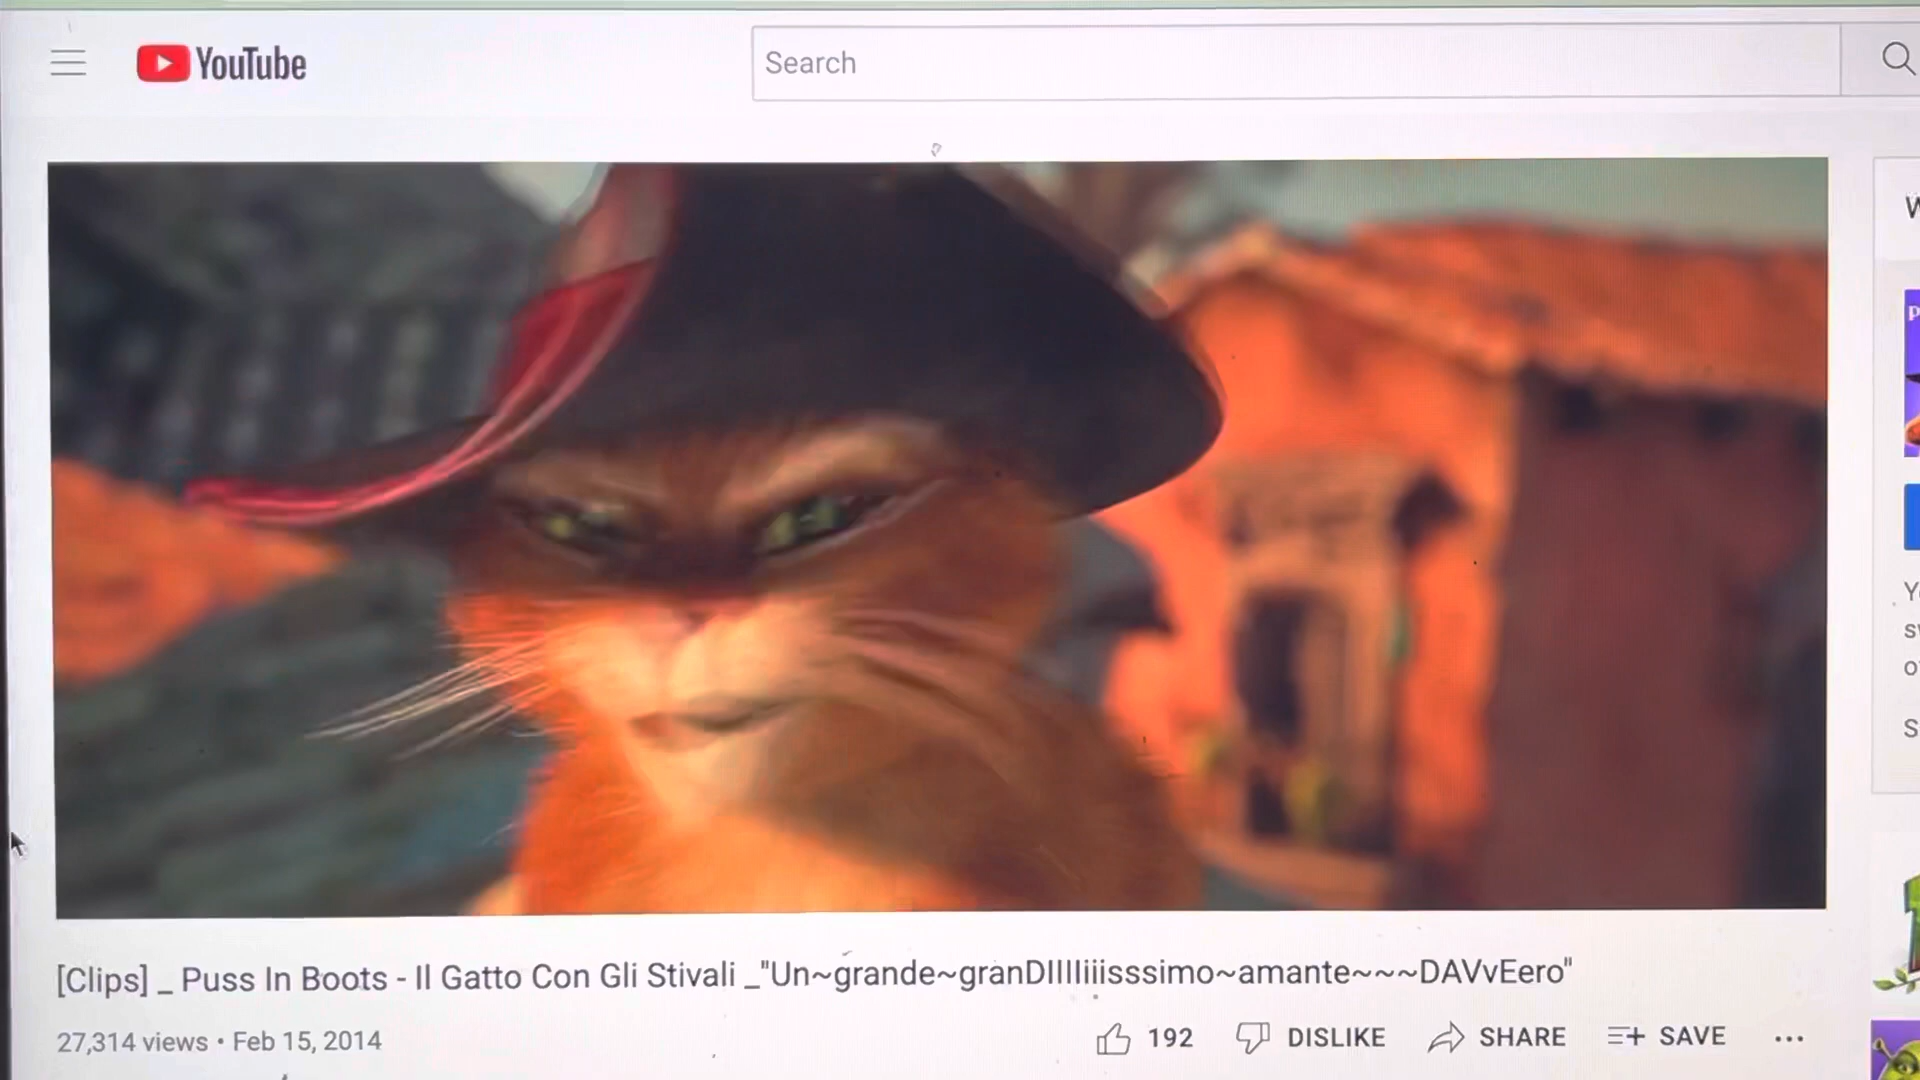 YouTube
Search
[Clips] _ Puss In Boots - Il Gatto Con Gli Stivali _"Un~grande~granDIIIIiiisssimo~amante~~~DAVvEero"
27,314 views • Feb 15, 2014
192 DISLIKE SHARE SAVE